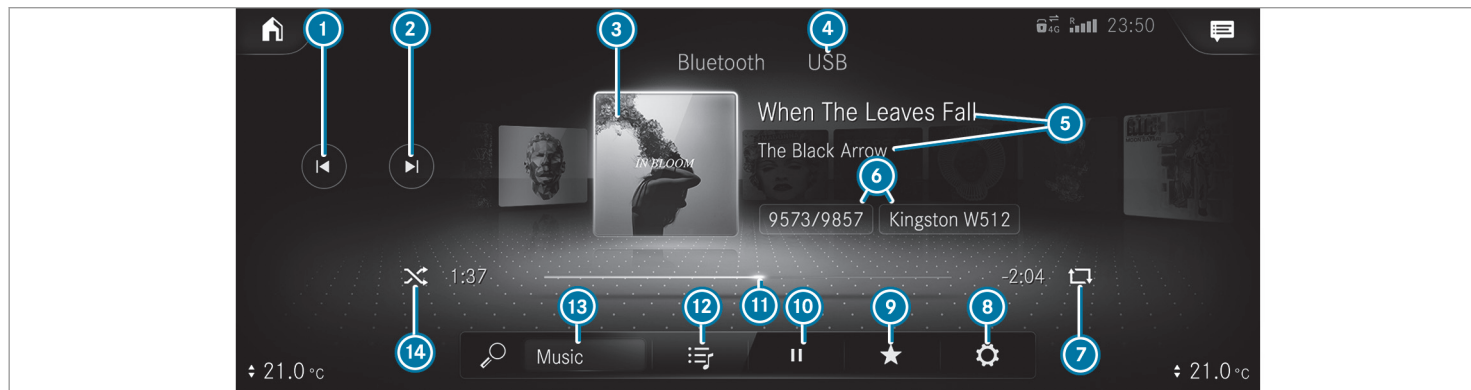 1 2 3 4
4G R 23:50
Bluetooth USB
When The Leaves Fall
5
The Black Arrow
IN BLOOM
6
9573/9857 Kingston W512
1:37 -2:04
13 12 11 10 9 8
14 Music 7
21.0 °C 21.0 °C